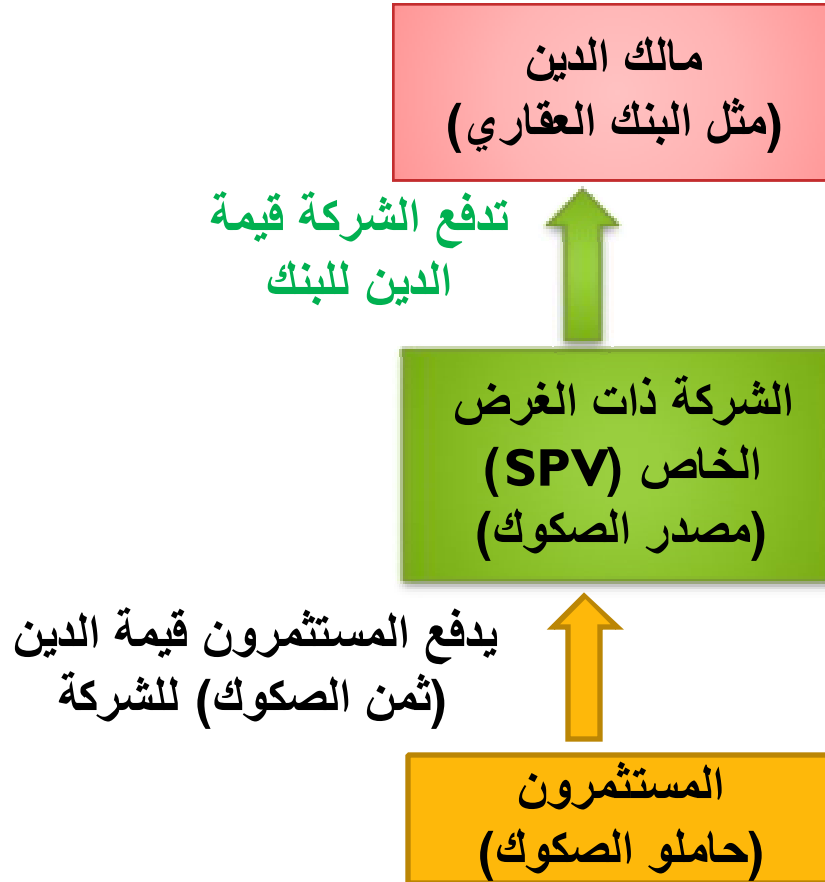 مالك الدين
(مثل البنك العقاري)
تدفع الشركة قيمة
الدين للبنك
الشركة ذات الغرض
الخاص (SPV)
(مصدر الصكوك)
يدفع المستثمرون قيمة الدين
(ثمن الصكوك) للشركة
المستثمرون
(حاملو الصكوك)